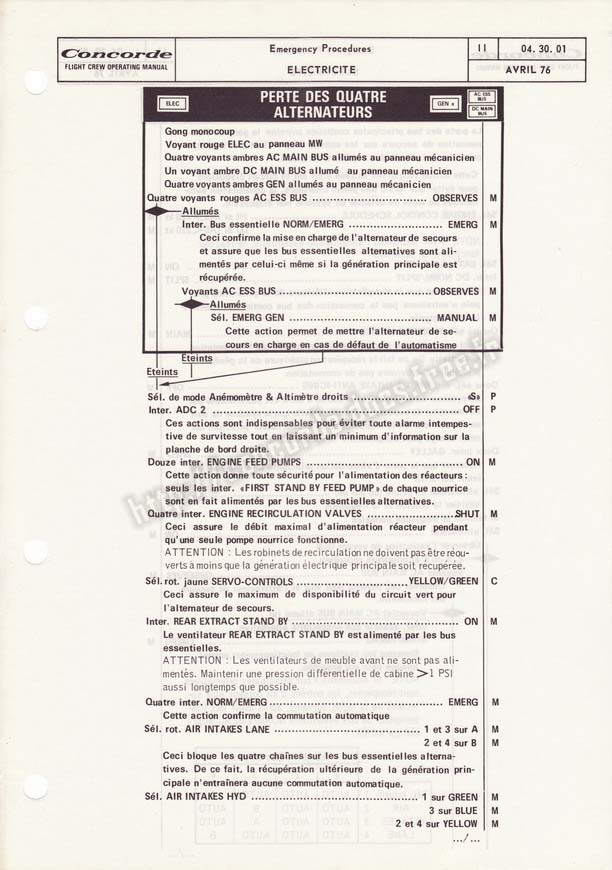 Concorde
FLIGHT CREW OPERATING MANUAL
Emergency Procedures
ELECTRICITE
11
04. 30. 01
AVRIL 76
ELEC
PERTE DES QUATRE
ALTERNATEURS
GEN
AC ESS
BUS
DC MAIN
BUS
Gong monocoup
Voyant rouge ELEC au panneau MW
Quatre voyants ambres AC MAIN BUS allumés au panneau mécanicien
Un voyant ambre DC MAIN BUS allumé au panneau mécanicien
Quatre voyants ambres GEN allumés au panneau mécanicien
Quatre voyants rouges AC ESS BUS ........ OBSERVES M
Allumés
Inter. Bus essentielle NORM/EMERG ........ EMERG M
Ceci confirme la mise en charge de l'alternateur de secours
et assure que les bus essentielles alternatives sont ali-
mentés par celui-ci même si la génération principale est
récupérée.
Voyants AC ESS BUS ........ OBSERVES M
Allumés
Sél. EMERG GEN ........ MANUAL M
Cette action permet de mettre l'alternateur de se-
cours en charge en cas de défaut de l'automatisme
Eteints
Eteints
Sél. de mode Anémomètre & Altimètre droits ........ «S» P
Inter. ADC 2 ........ OFF P
Ces actions sont indispensables pour éviter toute alarme intempes-
tive de survitesse tout en laissant un minimum d'information sur la
planche de bord droite.
Douze inter. ENGINE FEED PUMPS ........ ON M
Cette action donne toute sécurité pour l'alimentation des réacteurs :
seuls les inter. «FIRST STAND BY FEED PUMP» de chaque nourrice
sont en fait alimentés par les bus essentielles alternatives.
Quatre inter. ENGINE RECIRCULATION VALVES ........ SHUT M
Ceci assure le débit maximal d'alimentation réacteur pendant
qu'une seule pompe nourrice fonctionne.
ATTENTION : Les robinets de recirculation ne doivent pas être réou-
verts à moins que la génération électrique principale soit récupérée.
Sél. rot. jaune SERVO-CONTROLS ........ YELLOW/GREEN C
Ceci assure le maximum de disponibilité du circuit vert pour
l'alternateur de secours.
Inter. REAR EXTRACT STAND BY ........ ON M
Le ventilateur REAR EXTRACT STAND BY est alimenté par les bus
essentielles.
ATTENTION : Les ventilateurs de meuble avant ne sont pas ali-
mentés. Maintenir une pression différentielle de cabine >1 PSI
aussi longtemps que possible.
Quatre inter. NORM/EMERG ........ EMERG M
Cette action confirme la commutation automatique
Sél. rot. AIR INTAKES LANE ........ 1 et 3 sur A M
2 et 4 sur B M
Ceci bloque les quatre chaînes sur les bus essentielles alterna-
tives. De ce fait, la récupération ultérieure de la génération prin-
cipale n'entraînera aucune commutation automatique.
Sél. AIR INTAKES HYD ........ 1 sur GREEN M
3 sur BLUE M
2 et 4 sur YELLOW M
.../...